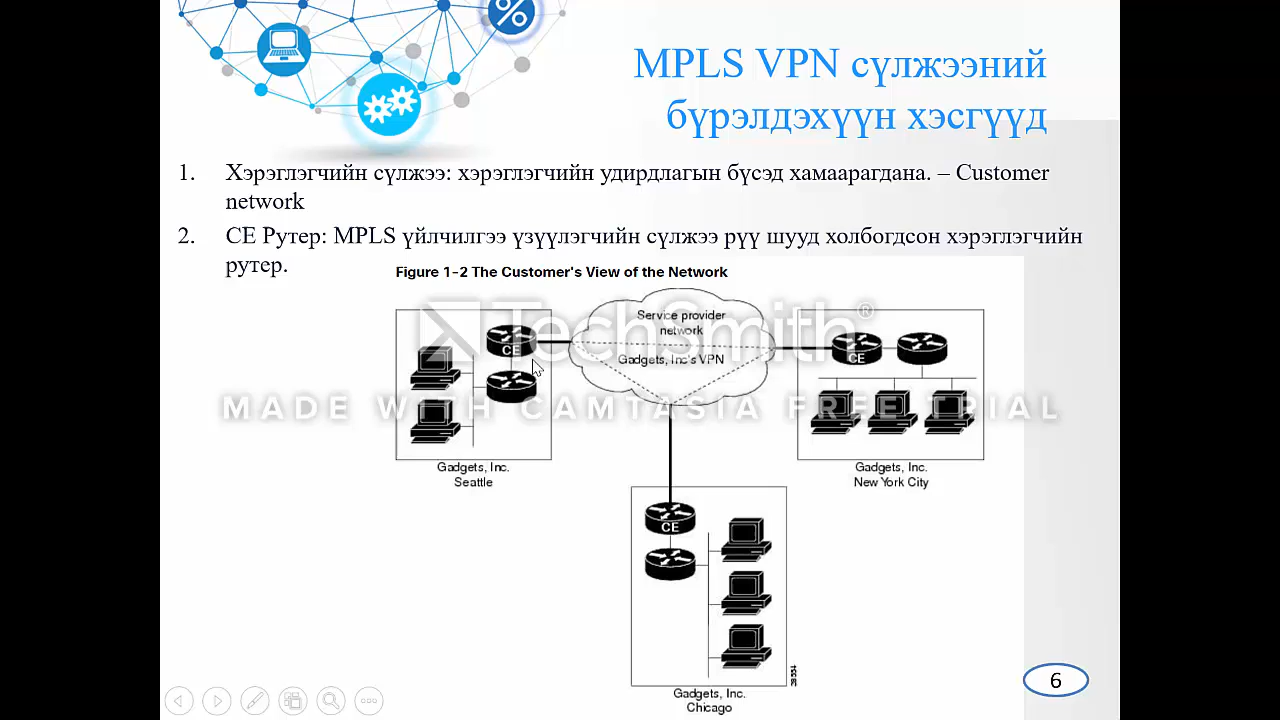 %
MPLS VPN сүлжээний
бүрэлдэхүүн хэсгүүд
1. Хэрэглэгчийн сүлжээ: хэрэглэгчийн удирдлагын бүсэд хамаарагдана. – Customer
network
2. CE Рутер: MPLS үйлчилгээ үзүүлэгчийн сүлжээ рүү шууд холбогдсон хэрэглэгчийн
рутер.
Figure 1-2 The Customer's View of the Network
TechSmith®
MADE WITH CAMTASIA FREE TRIAL
Service provider
network
Gadgets, Inc's VPN
CE
CE
Gadgets, Inc.
Seattle
Gadgets, Inc.
New York City
CE
28554
Gadgets, Inc.
Chicago
6